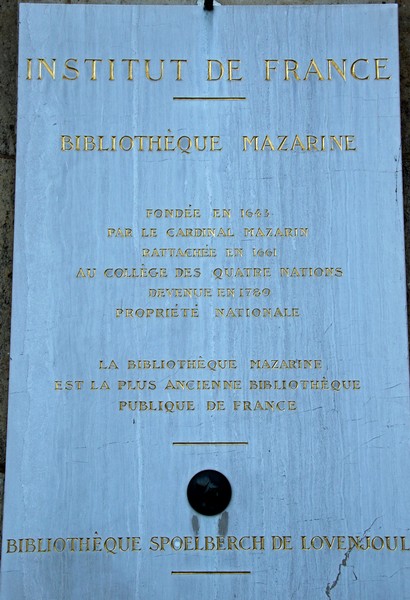 INSTITUT DE FRANCE
BIBLIOTHÈQUE MAZARINE
FONDÉE EN 1643
PAR LE CARDINAL MAZARIN
RATTACHÉE EN 1661
AU COLLÈGE DES QUATRE NATIONS
DEVENUE EN 1789
PROPRIÉTÉ NATIONALE
LA BIBLIOTHÈQUE MAZARINE
EST LA PLUS ANCIENNE BIBLIOTHÈQUE
PUBLIQUE DE FRANCE
BIBLIOTHÈQUE SPOELBERCH DE LOVENJOUL